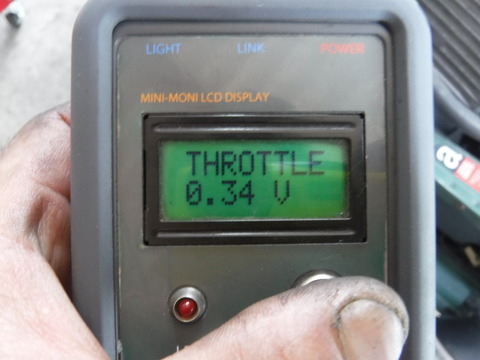 LIGHT LINK POWER
MINI-MONI LCD DISPLAY
THROTTLE
0.34 V